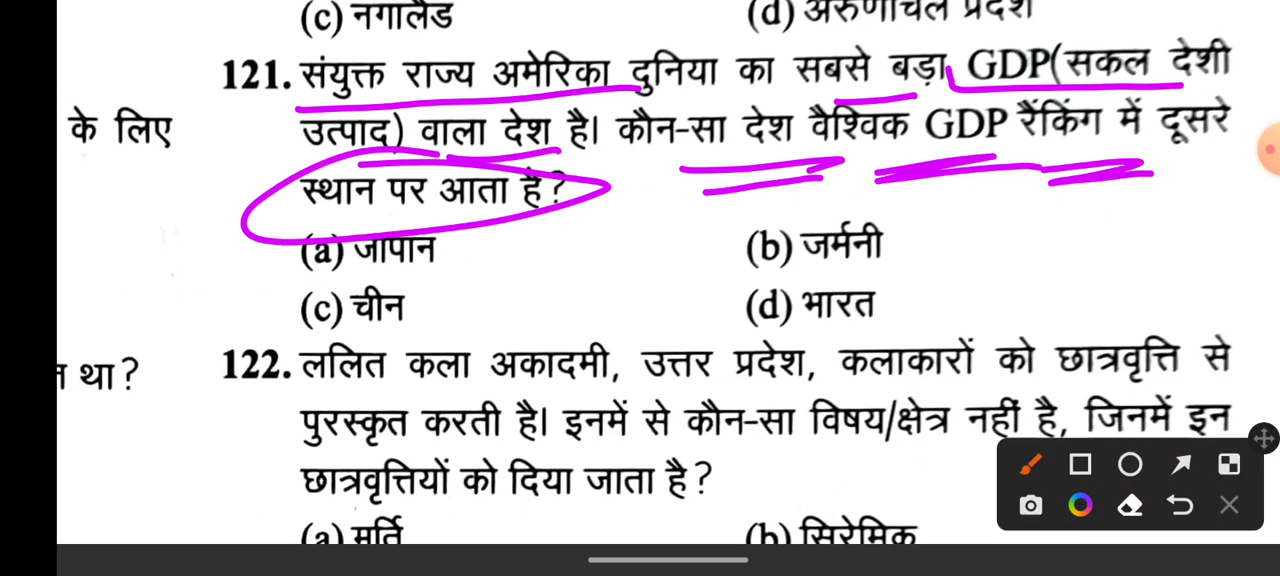 (c) नगालैंड (d) अरुणाचल प्रदेश
121. संयुक्त राज्य अमेरिका दुनिया का सबसे बड़ा GDP(सकल देशी
उत्पाद) वाला देश है। कौन-सा देश वैश्विक GDP रैंकिंग में दूसरे
स्थान पर आता है?
(a) जापान (b) जर्मनी
(c) चीन (d) भारत
122. ललित कला अकादमी, उत्तर प्रदेश, कलाकारों को छात्रवृत्ति से
पुरस्कृत करती है। इनमें से कौन-सा विषय/क्षेत्र नहीं है, जिनमें इन
छात्रवृत्तियों को दिया जाता है?
(a) मूर्ति (b) सिरेमिक
के लिए
था?